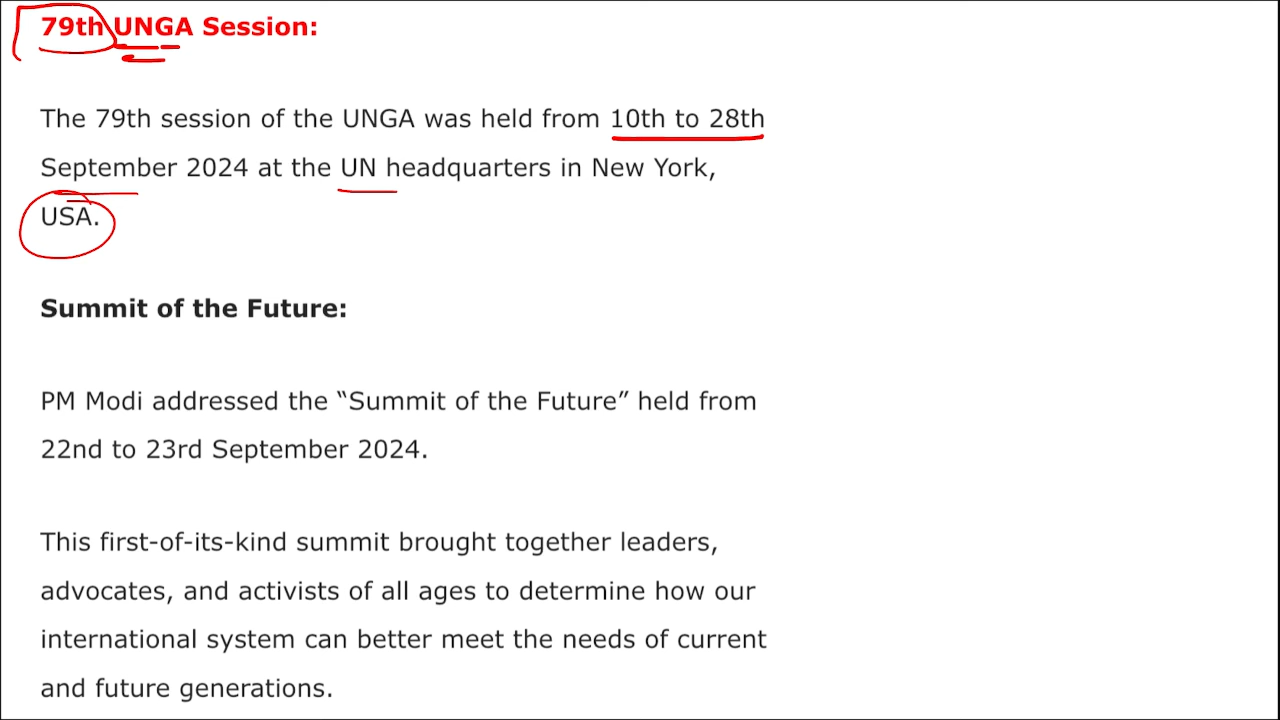 79th UNGA Session:
The 79th session of the UNGA was held from 10th to 28th
September 2024 at the UN headquarters in New York,
USA.
Summit of the Future:
PM Modi addressed the “Summit of the Future” held from
22nd to 23rd September 2024.
This first-of-its-kind summit brought together leaders,
advocates, and activists of all ages to determine how our
international system can better meet the needs of current
and future generations.